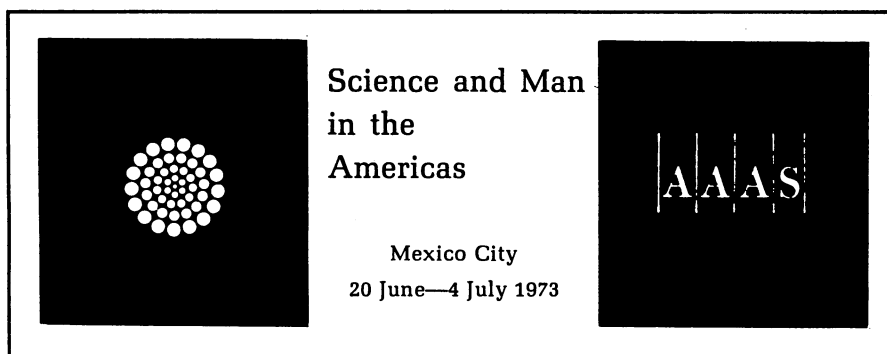 Science and Man
in the
Americas
Mexico City
20 June—4 July 1973
AAAS